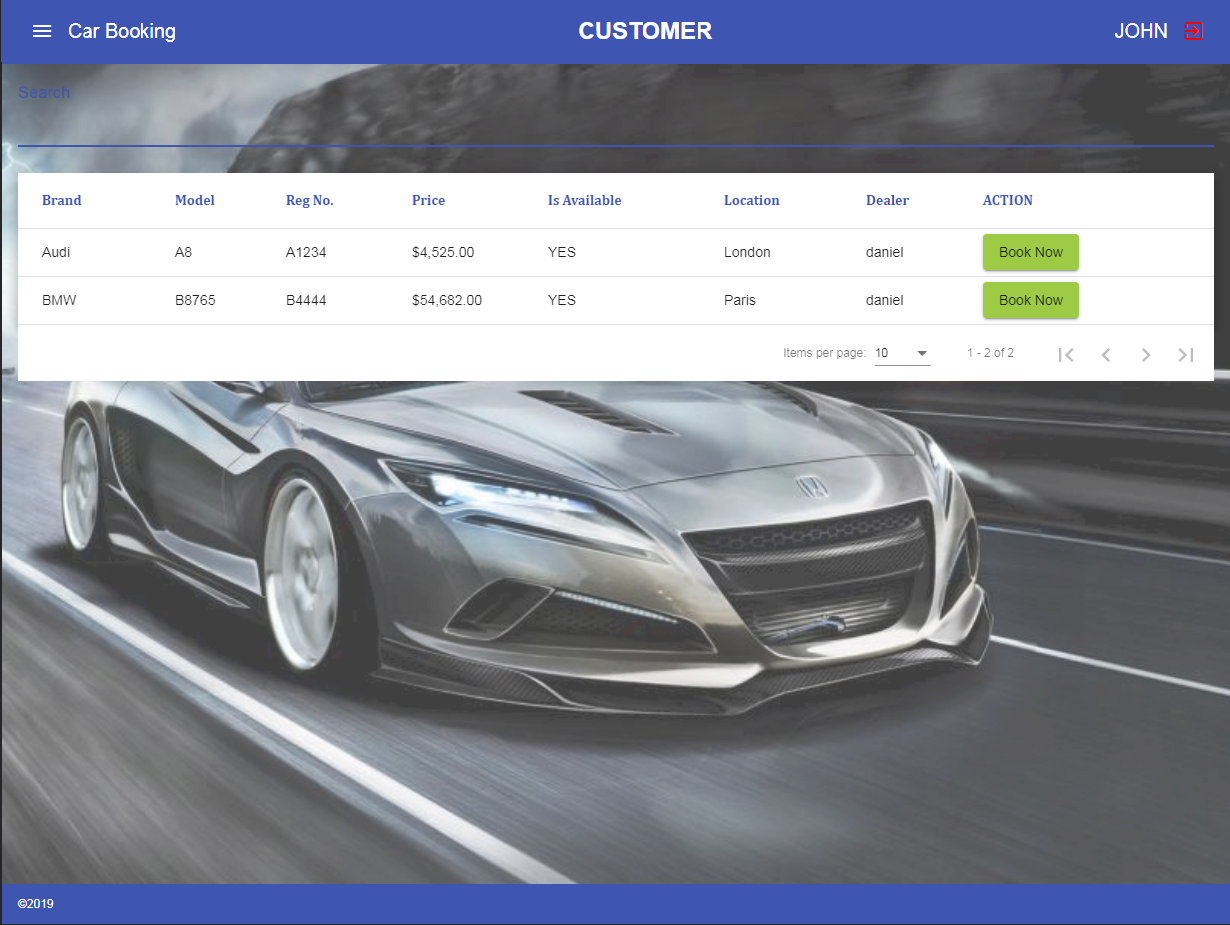 Car Booking CUSTOMER JOHN
Search
Brand Model Reg No. Price Is Available Location Dealer ACTION
Audi A8 A1234 $4,525.00 YES London daniel Book Now
BMW B8765 B4444 $54,682.00 YES Paris daniel Book Now
Items per page: 10 1 - 2 of 2
©2019